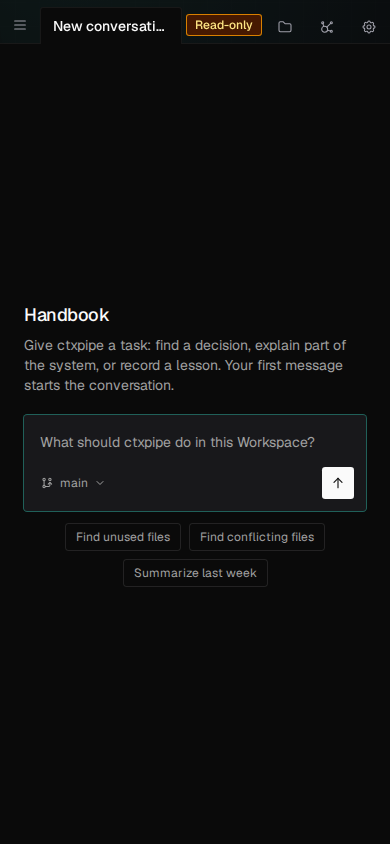 New conversati...
Read-only
Handbook
Give ctxpipe a task: find a decision, explain part of
the system, or record a lesson. Your first message
starts the conversation.
What should ctxpipe do in this Workspace?
main
Find unused files
Find conflicting files
Summarize last week